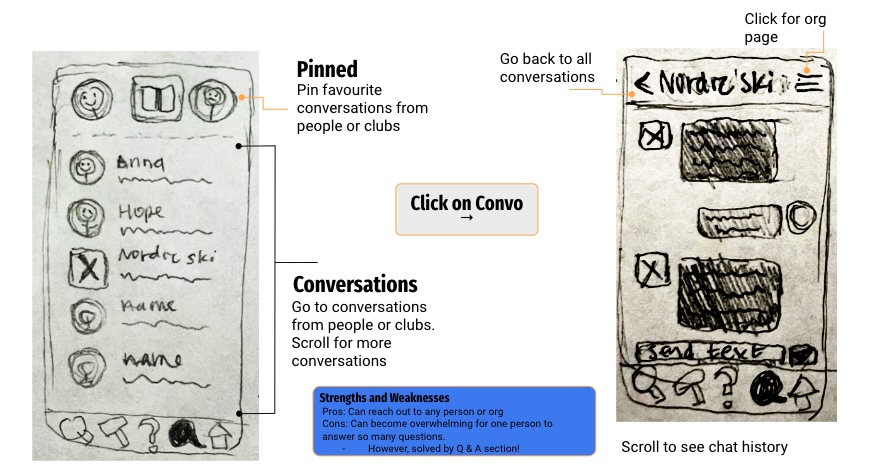 Click for org
page
Go back to all
conversations
Pinned
Pin favourite
conversations from
people or clubs
< Nordic ski
Anna
Hope
Nordic ski
Name
name
Click on Convo
→
Conversations
Go to conversations
from people or clubs.
Scroll for more
conversations
send text
?
?
Strengths and Weaknesses
Pros: Can reach out to any person or org
Cons: Can become overwhelming for one person to
answer so many questions.
- However, solved by Q & A section!
Scroll to see chat history